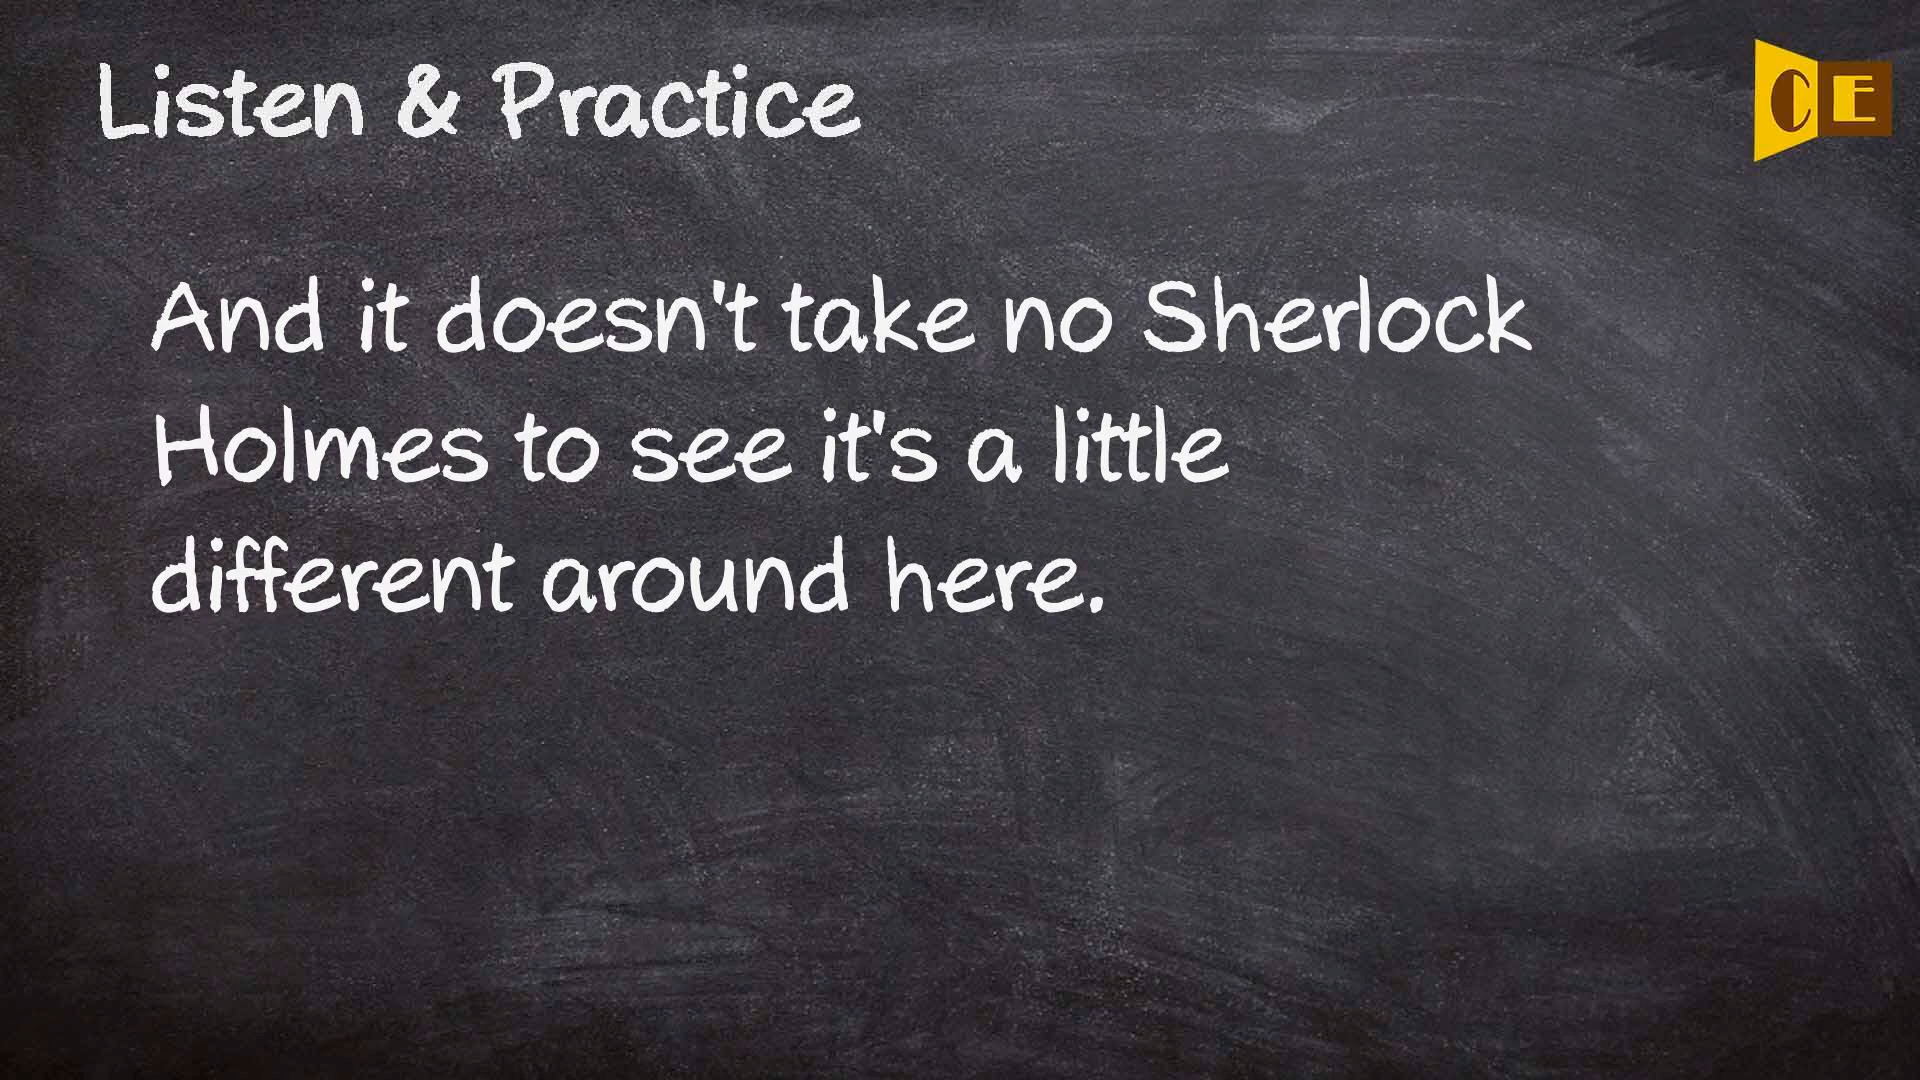 Listen & Practice
CE
And it doesn't take no Sherlock
Holmes to see it's a little
different around here.